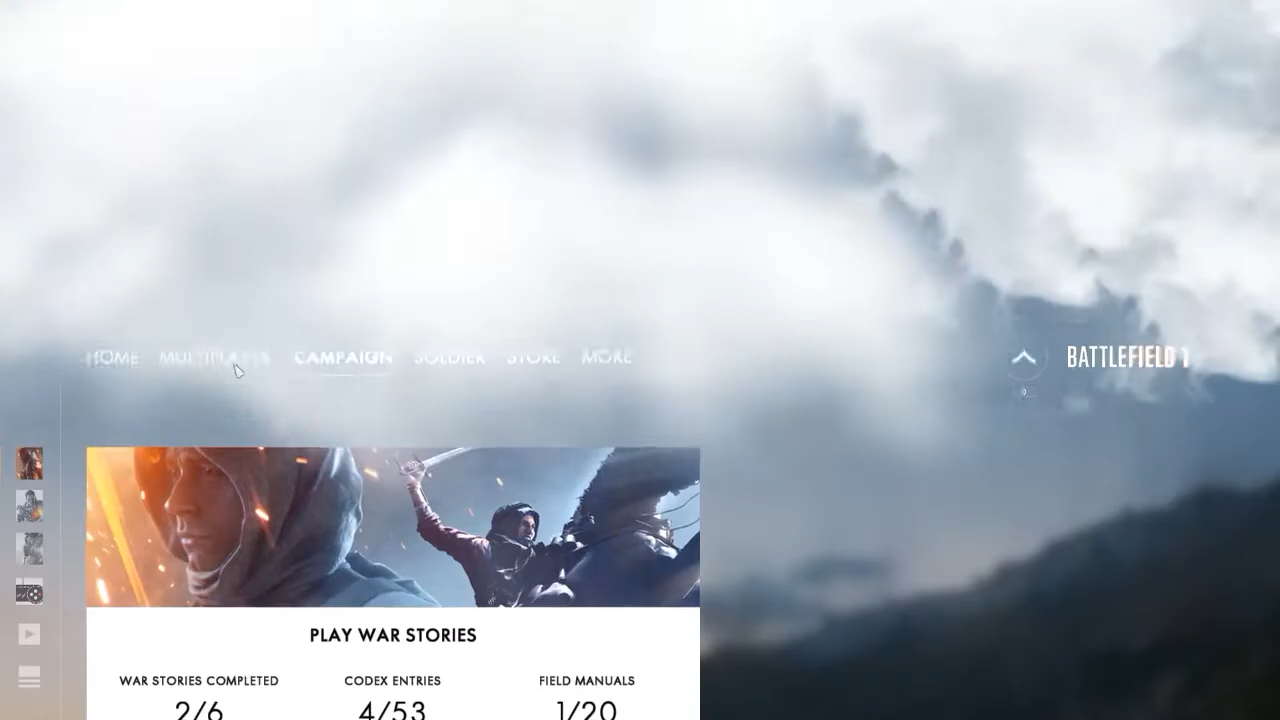 HOME MULTIPLAYER CAMPAIGN SOLDIER STORE MORE
BATTLEFIELD 1
PLAY WAR STORIES
WAR STORIES COMPLETED CODEX ENTRIES FIELD MANUALS
2/6 4/53 1/20